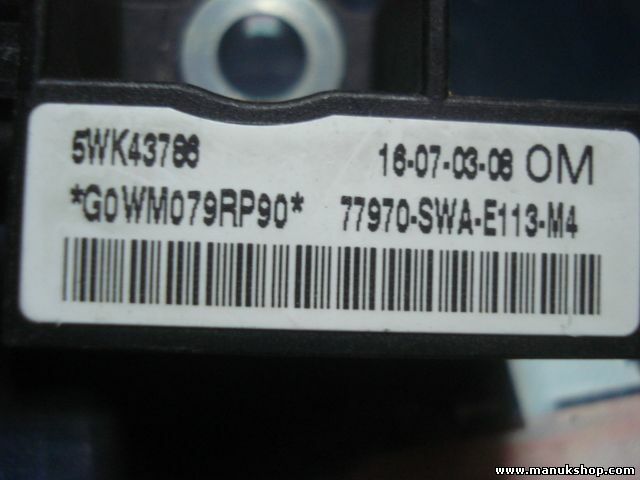 5WK43786
16-07-03-08 OM
*G0WM079RP90* 77970-SWA-E113-M4
www.manukshop.com